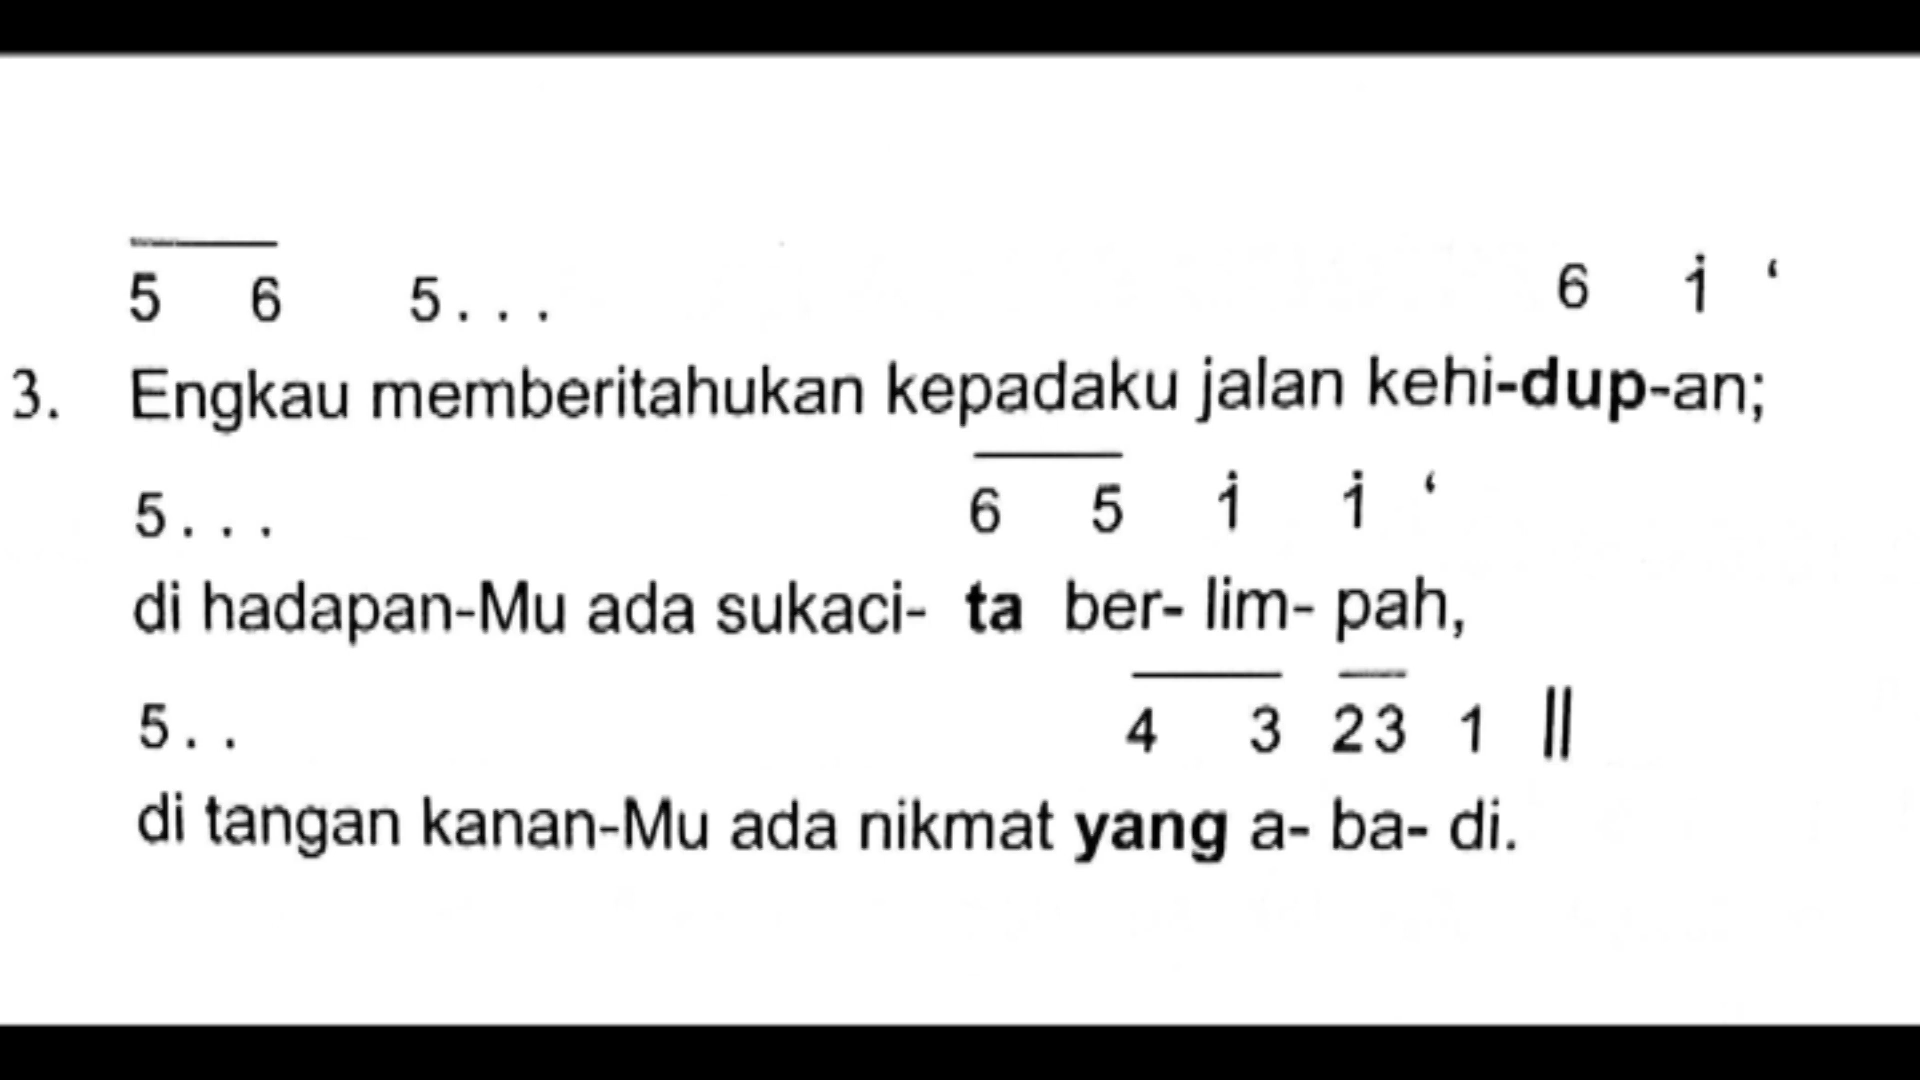 5 6 5 . . . 6 i ‘
3. Engkau memberitahukan kepadaku jalan kehi-dup-an;
5 . . . 6 5 i i ‘
di hadapan-Mu ada sukaci- ta ber- lim- pah,
5 . . 4 3 23 1 ||
di tangan kanan-Mu ada nikmat yang a- ba- di.